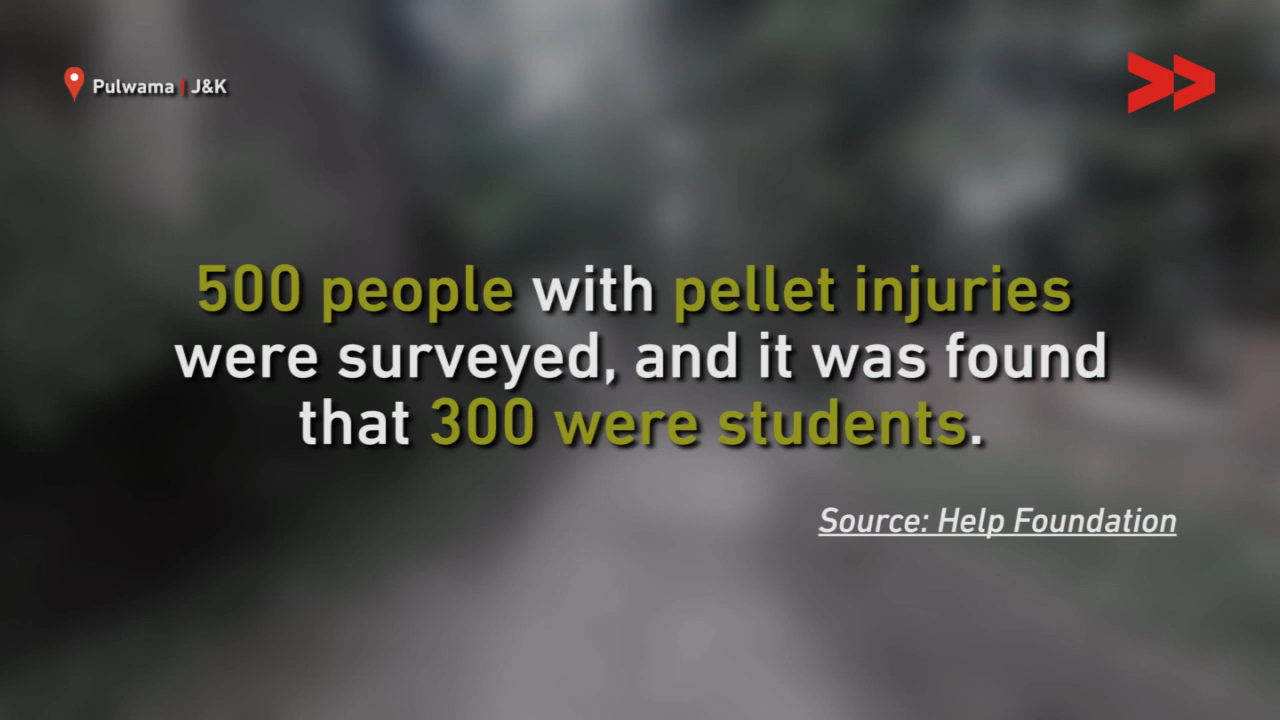 Pulwama | J&K
500 people with pellet injuries
were surveyed, and it was found
that 300 were students.
Source: Help Foundation